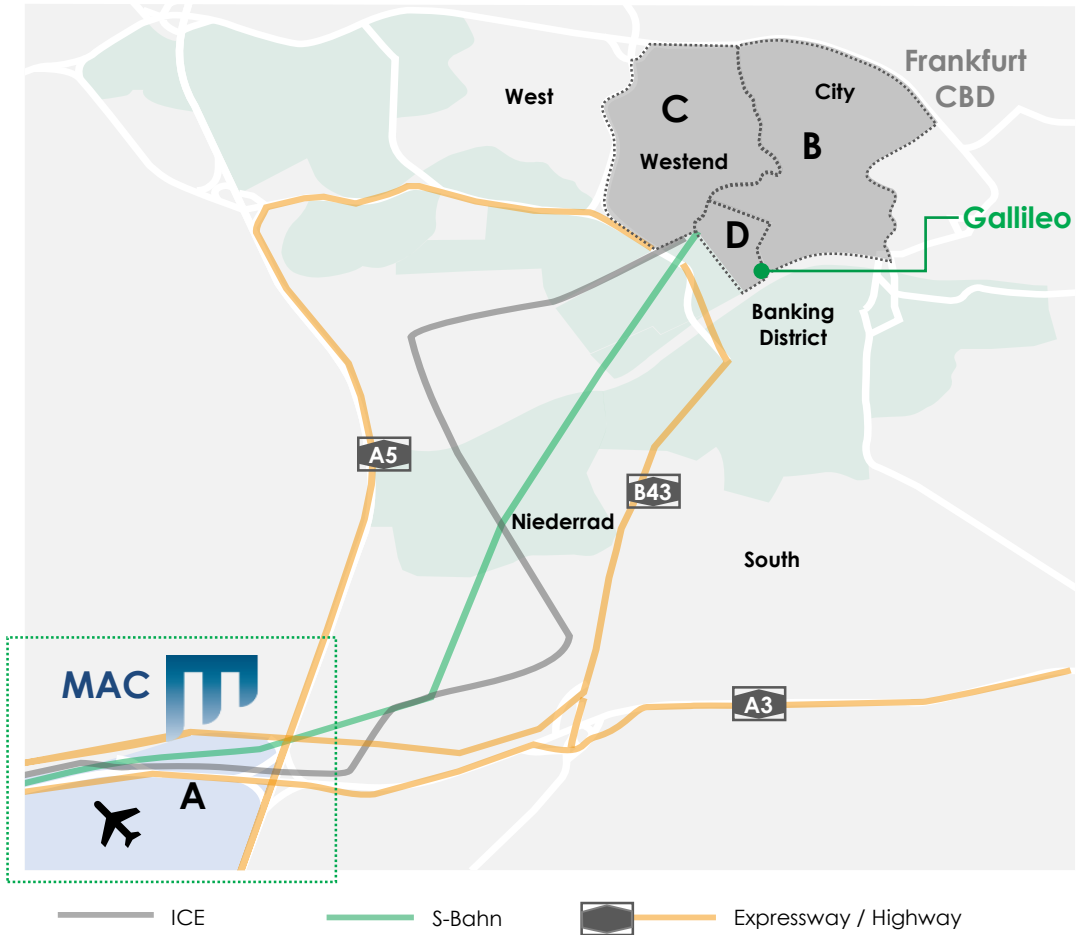 Frankfurt
CBD
City
West
C
B
Westend
Gallileo
D
Banking
District
A5
B43
Niederrad
South
MAC
A3
A
ICE
S-Bahn
Expressway / Highway